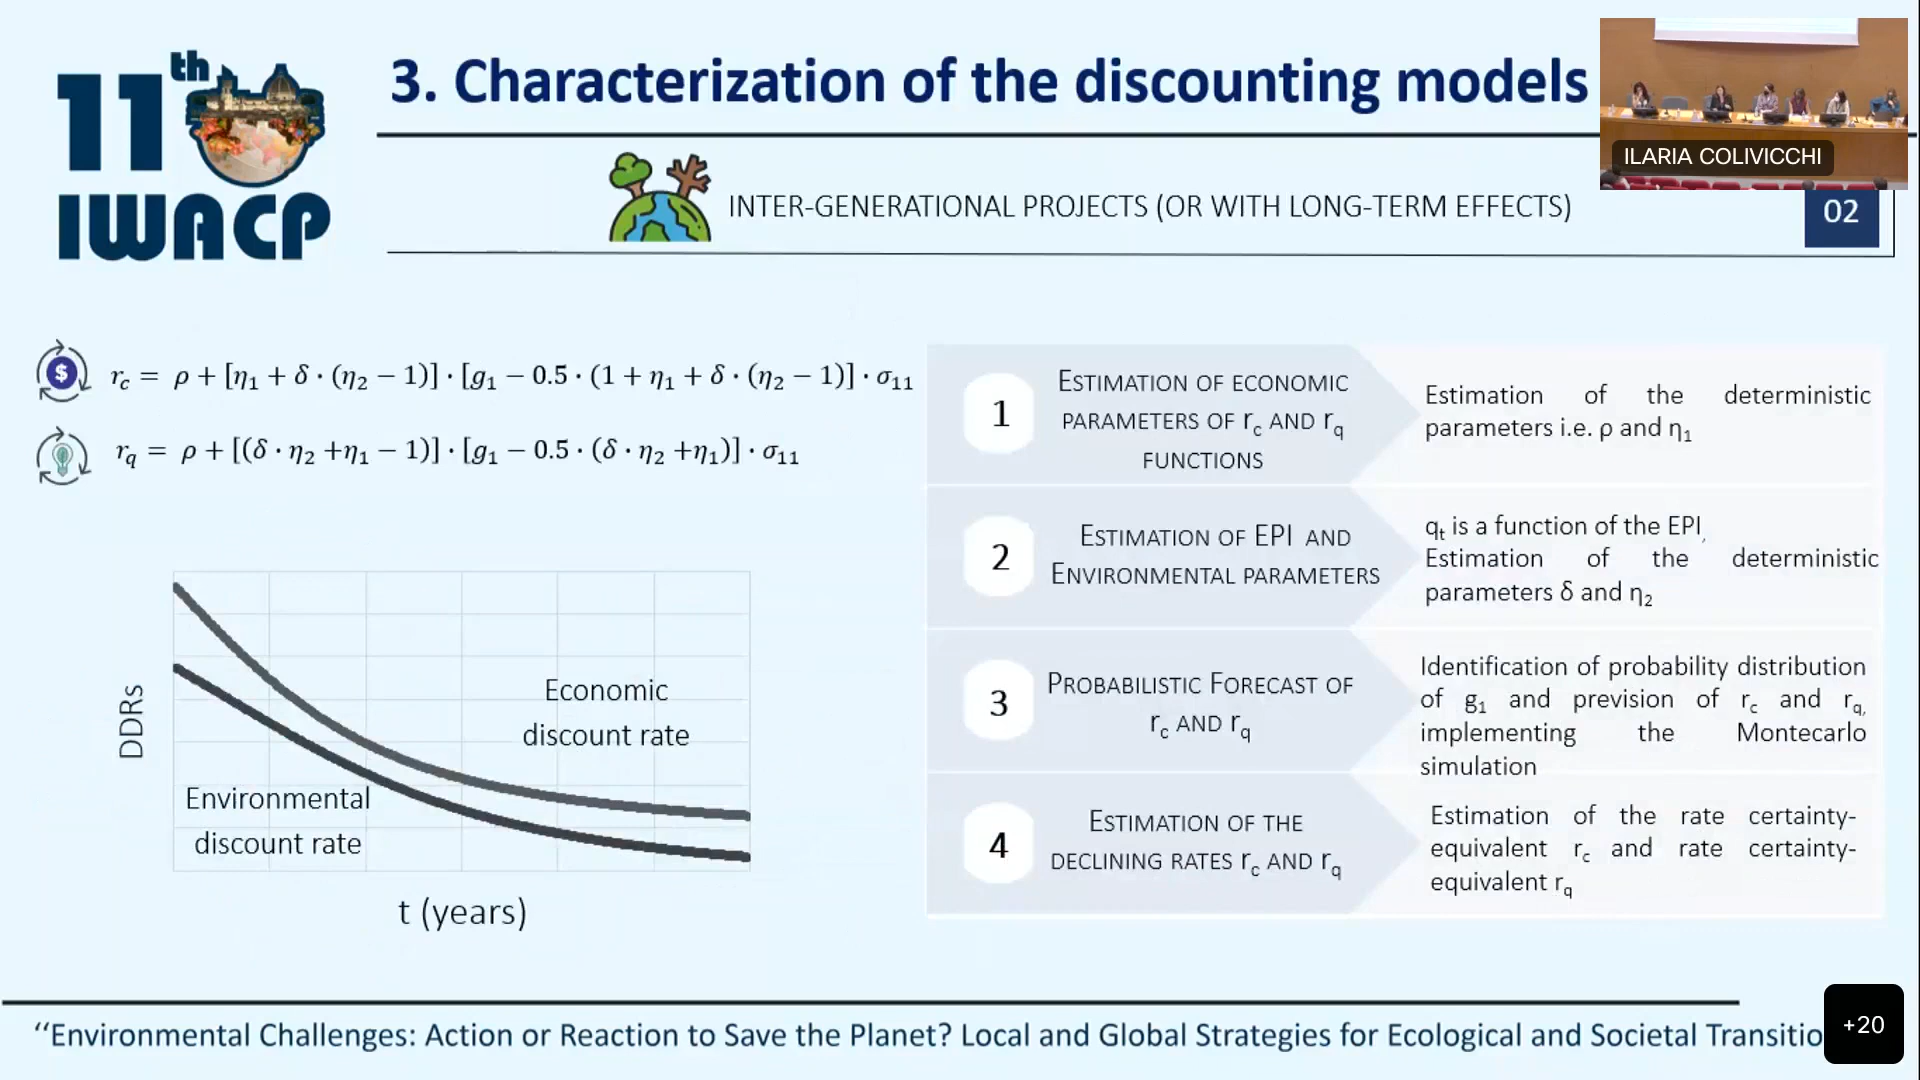 11th
IWACP
3. Characterization of the discounting models
ILARIA COLIVICCHI
INTER-GENERATIONAL PROJECTS (OR WITH LONG-TERM EFFECTS)
02
$
r_c = ρ + [η₁ + δ · (η₂ − 1)] · [g₁ − 0.5 · (1 + η₁ + δ · (η₂ − 1)] · σ₁₁
r_q = ρ + [(δ · η₂ +η₁ − 1)] · [g₁ − 0.5 · (δ · η₂ +η₁)] · σ₁₁
DDRs
Economic
discount rate
Environmental
discount rate
t (years)
1
ESTIMATION OF ECONOMIC
PARAMETERS OF r_c AND r_q
FUNCTIONS
Estimation of the deterministic
parameters i.e. ρ and η₁
2
ESTIMATION OF EPI AND
ENVIRONMENTAL PARAMETERS
q_t is a function of the EPI,
Estimation of the deterministic
parameters δ and η₂
3
PROBABILISTIC FORECAST OF
r_c AND r_q
Identification of probability distribution
of g₁ and prevision of r_c and r_q,
implementing the Montecarlo
simulation
4
ESTIMATION OF THE
DECLINING RATES r_c AND r_q
Estimation of the rate certainty-
equivalent r_c and rate certainty-
equivalent r_q
‘‘Environmental Challenges: Action or Reaction to Save the Planet? Local and Global Strategies for Ecological and Societal Transitio
+20